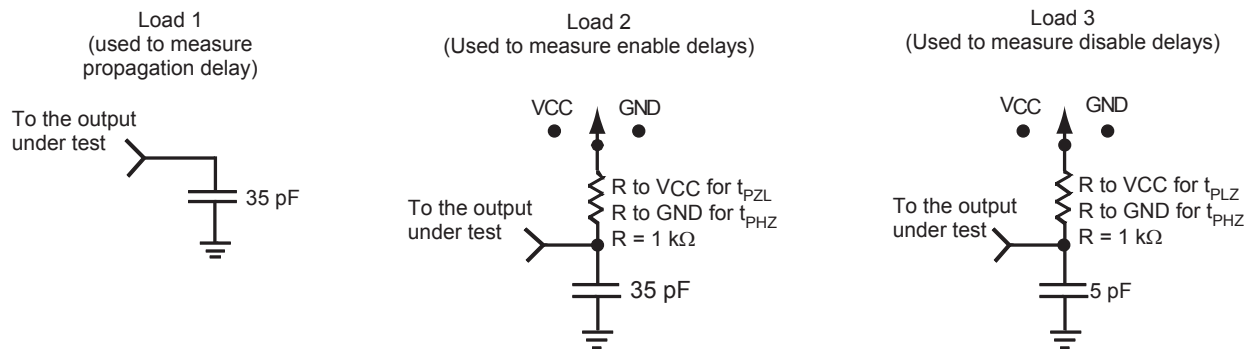 Load 1
(used to measure
propagation delay)
To the output
under test
35 pF
Load 2
(Used to measure enable delays)
VCC
GND
R to VCC for tPZL
R to GND for tPHZ
R = 1 kΩ
To the output
under test
35 pF
Load 3
(Used to measure disable delays)
VCC
GND
R to VCC for tPLZ
R to GND for tPHZ
R = 1 kΩ
To the output
under test
5 pF